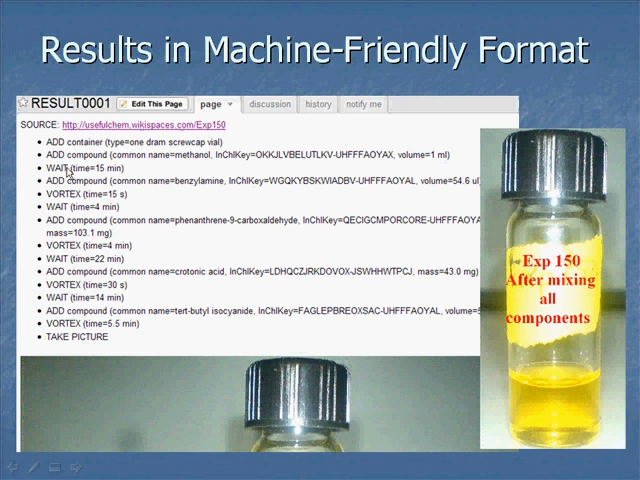 Results in Machine-Friendly Format
RESULT0001 Edit This Page page discussion history notify me
SOURCE: http://usefulchem.wikispaces.com/Exp150
ADD container (type=one dram screwcap vial)
ADD compound (common name=methanol, InChIKey=OKKJLVBELUTLKV-UHFFFAOYAX, volume=1 ml)
WAIT (time=15 min)
ADD compound (common name=benzylamine, InChIKey=WGQKYBSKWIADBV-UHFFFAOYAL, volume=54.6 ul
VORTEX (time=15 s)
WAIT (time=4 min)
ADD compound (common name=phenanthrene-9-carboxaldehyde, InChIKey=QECIGCMPORCORE-UHFFFAOYA
mass=103.1 mg)
VORTEX (time=4 min)
WAIT (time=22 min)
ADD compound (common name=crotonic acid, InChIKey=LDHQCZJRKDOVOX-JSWHHWTPCJ, mass=43.0 mg)
VORTEX (time=30 s)
WAIT (time=14 min)
ADD compound (common name=tert-butyl isocyanide, InChIKey=FAGLEPBREOXSAC-UHFFFAOYAL, volume=5
VORTEX (time=5.5 min)
TAKE PICTURE
Exp 150
After mixing
all
components